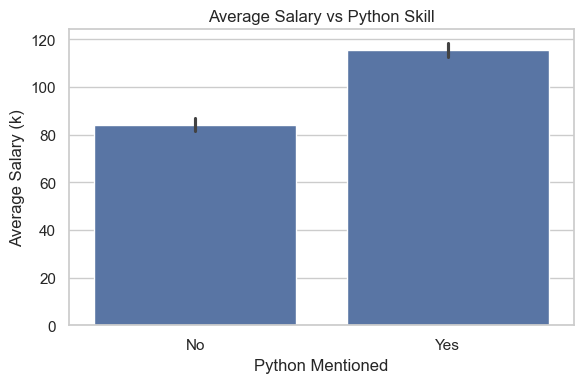 Average Salary vs Python Skill
Average Salary (k)
120
100
80
60
40
20
0
No Yes
Python Mentioned